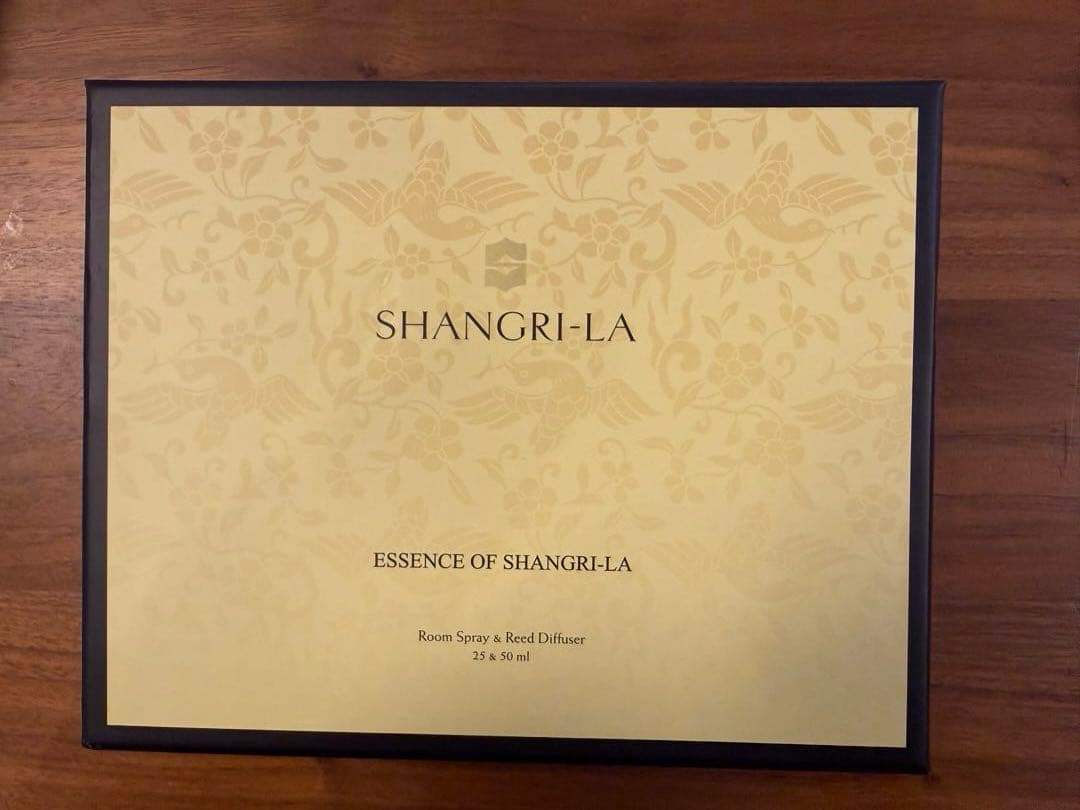 SHANGRI-LA
ESSENCE OF SHANGRI-LA
Room Spray & Reed Diffuser
25 & 50 ml